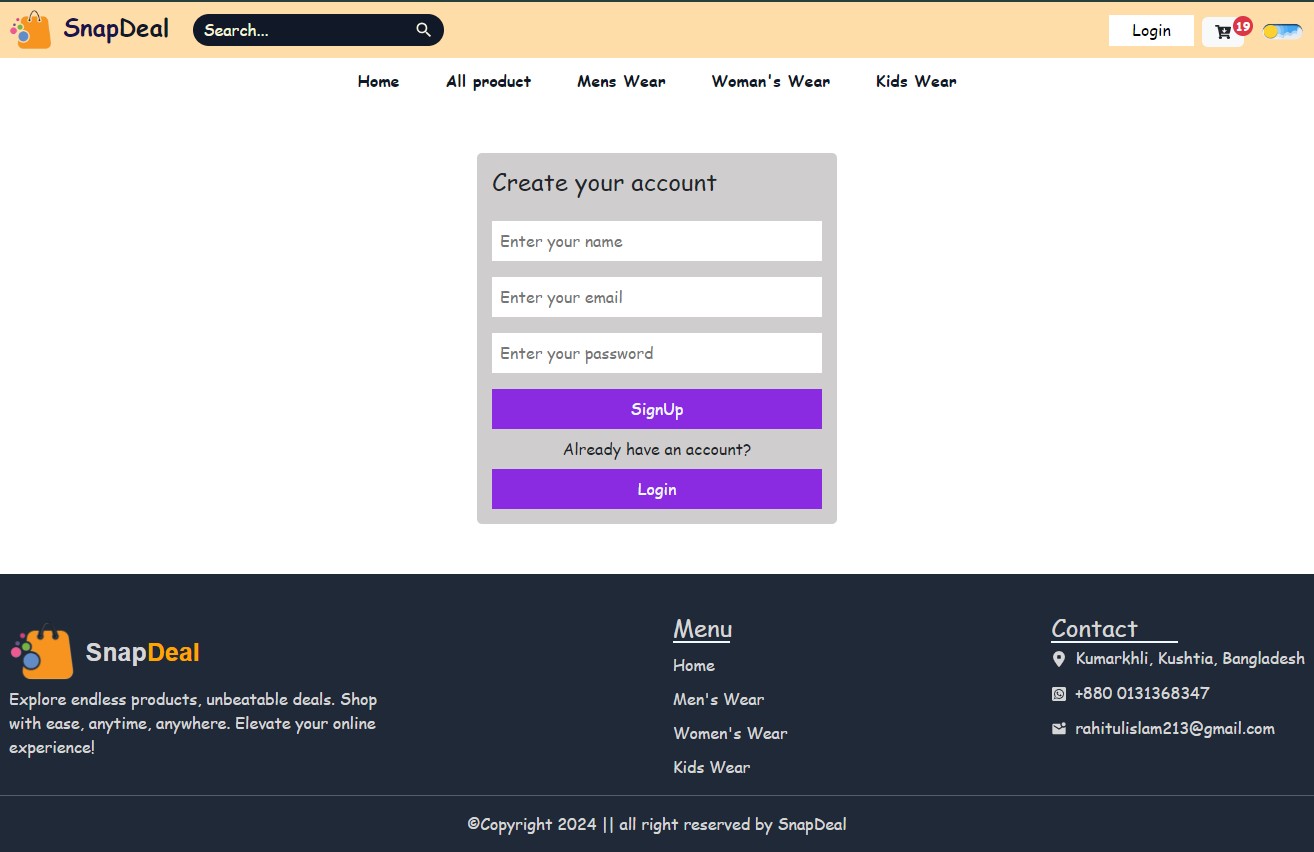 SnapDeal
Search...
Login
19
Home All product Mens Wear Woman's Wear Kids Wear
Create your account
Enter your name
Enter your email
Enter your password
SignUp
Already have an account?
Login
SnapDeal
Explore endless products, unbeatable deals. Shop
with ease, anytime, anywhere. Elevate your online
experience!
Menu
Home
Men's Wear
Women's Wear
Kids Wear
Contact
Kumarkhli, Kushtia, Bangladesh
+880 0131368347
rahitulislam213@gmail.com
©Copyright 2024 || all right reserved by SnapDeal